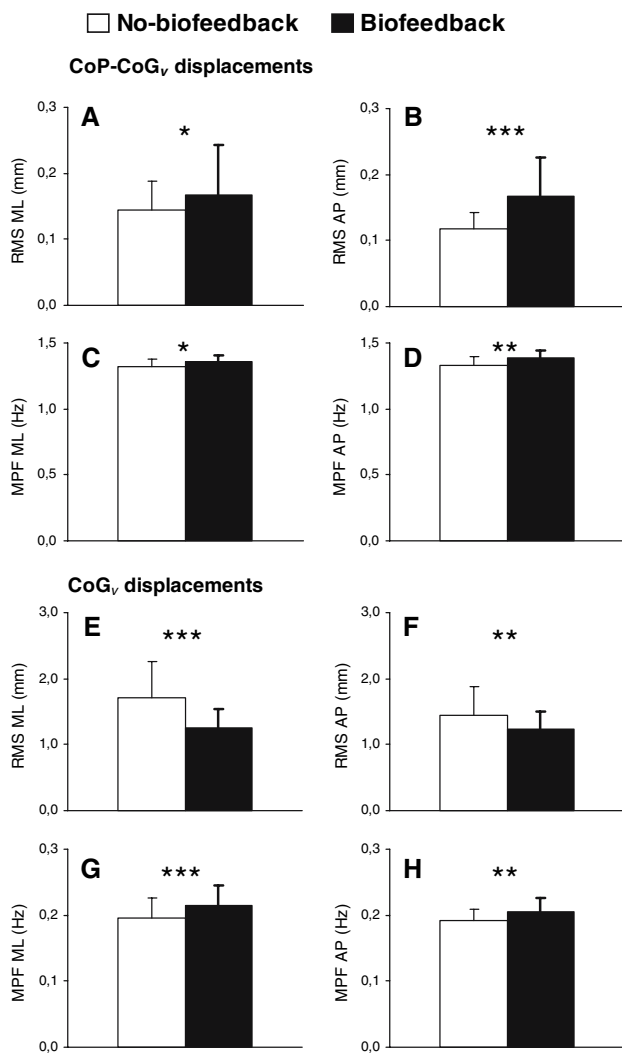 No-biofeedback Biofeedback
CoP-CoGv displacements
A
*
RMS ML (mm)
0,3
0,2
0,1
0,0
B
***
RMS AP (mm)
0,3
0,2
0,1
0,0
C
*
MPF ML (Hz)
1,5
1,0
0,5
0,0
D
**
MPF AP (Hz)
1,5
1,0
0,5
0,0
CoGv displacements
E
***
RMS ML (mm)
3,0
2,0
1,0
0,0
F
**
RMS AP (mm)
3,0
2,0
1,0
0,0
G
***
MPF ML (Hz)
0,3
0,2
0,1
0,0
H
**
MPF AP (Hz)
0,3
0,2
0,1
0,0